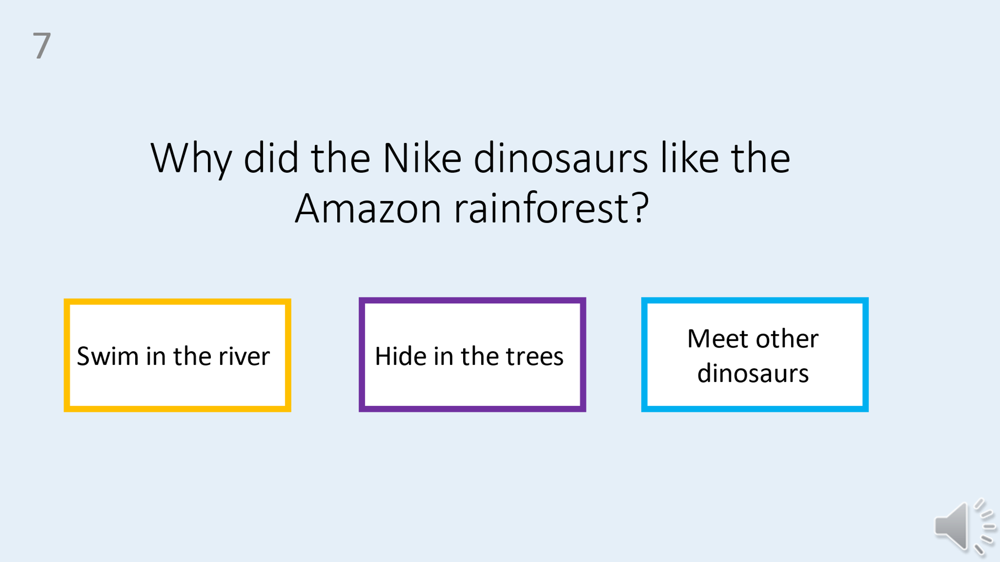 7
Why did the Nike dinosaurs like the
Amazon rainforest?
Swim in the river
Hide in the trees
Meet other
dinosaurs